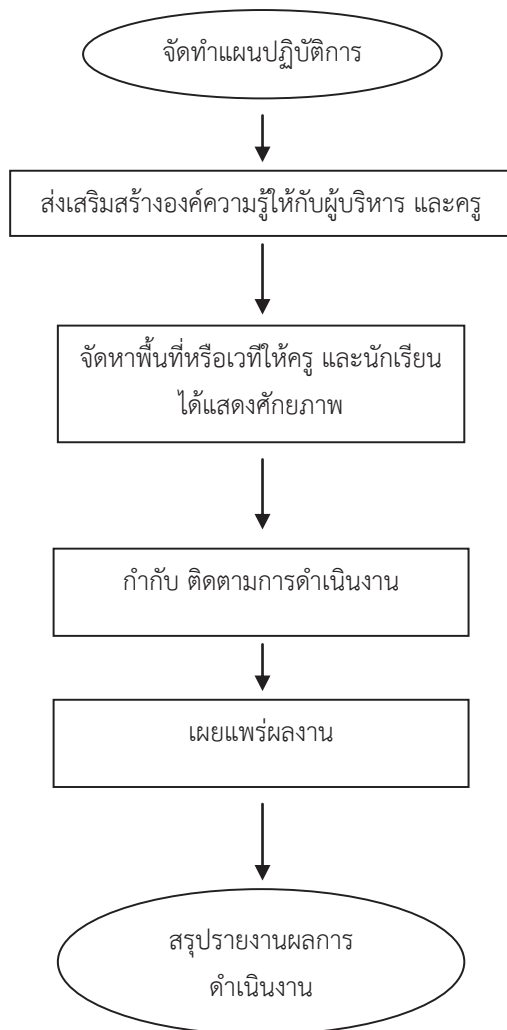 จัดทำแผนปฏิบัติการ
ส่งเสริมสร้างองค์ความรู้ให้กับผู้บริหาร และครู
จัดหาพื้นที่หรือเวทีให้ครู และนักเรียน
ได้แสดงศักยภาพ
กำกับ ติดตามการดำเนินงาน
เผยแพร่ผลงาน
สรุปรายงานผลการ
ดำเนินงาน